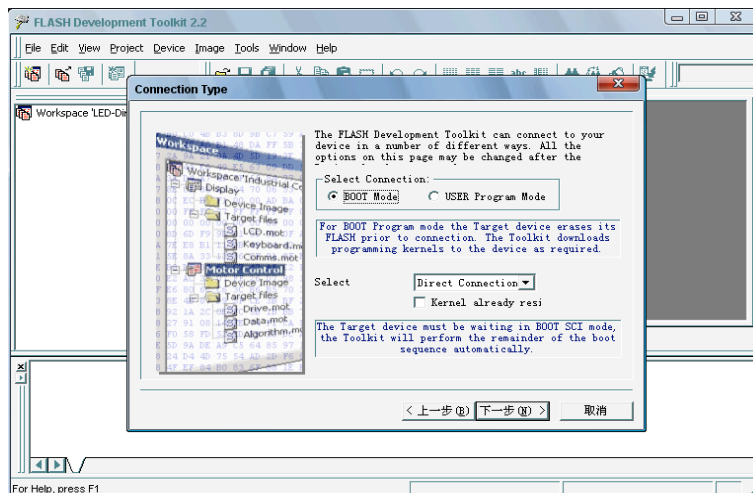 FLASH Development Toolkit 2.2
File Edit View Project Device Image Tools Window Help
abc
Workspace 'LED-Dir
Connection Type
Workspace
Workspace 'Industrial Co
Display
Device Image
Target files
LCD.mot
Keyboard.m
Comms.mot
Motor Control
Device Image
Target files
Drive.mot
Data.mot
Algorithm.m
The FLASH Development Toolkit can connect to your
device in a number of different ways. All the
options on this page may be changed after the
Select Connection:
BOOT Mode USER Program Mode
For BOOT Program mode the Target device erases its
FLASH prior to connection. The Toolkit downloads
programming kernels to the device as required.
Select Direct Connection
Kernel already resi
The Target device must be waiting in BOOT SCI mode,
the Toolkit will perform the remainder of the boot
sequence automatically.
< 上一步(B) 下一步(N) > 取消
For Help, press F1